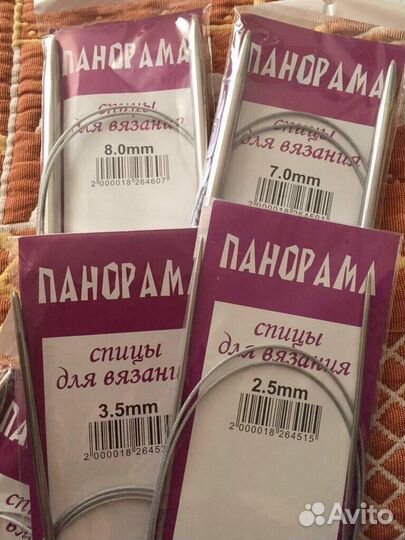 ПАНОРАМА
спицы
для вязания
8.0mm
2 000018 264607
ПАНОРАМА
спицы
для вязания
7.0mm
ПАНОРАМА
спицы
для вязания
3.5mm
ПАНОРАМА
спицы
для вязания
2.5mm
2 000018 264515
Avito